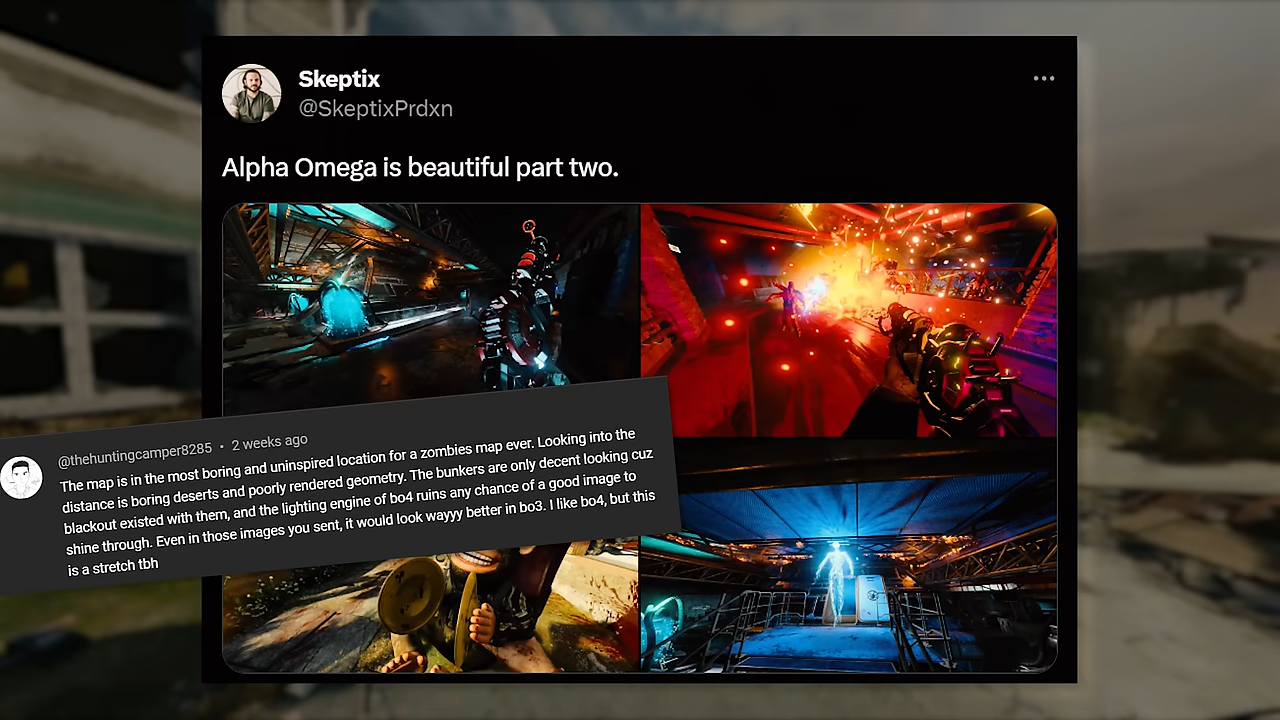 Skeptix
@SkeptixPrdxn
Alpha Omega is beautiful part two.
@thehuntingcamper8285 • 2 weeks ago
The map is in the most boring and uninspired location for a zombies map ever. Looking into the
distance is boring deserts and poorly rendered geometry. The bunkers are only decent looking cuz
blackout existed with them, and the lighting engine of bo4 ruins any chance of a good image to
shine through. Even in those images you sent, it would look wayyy better in bo3. I like bo4, but this
is a stretch tbh